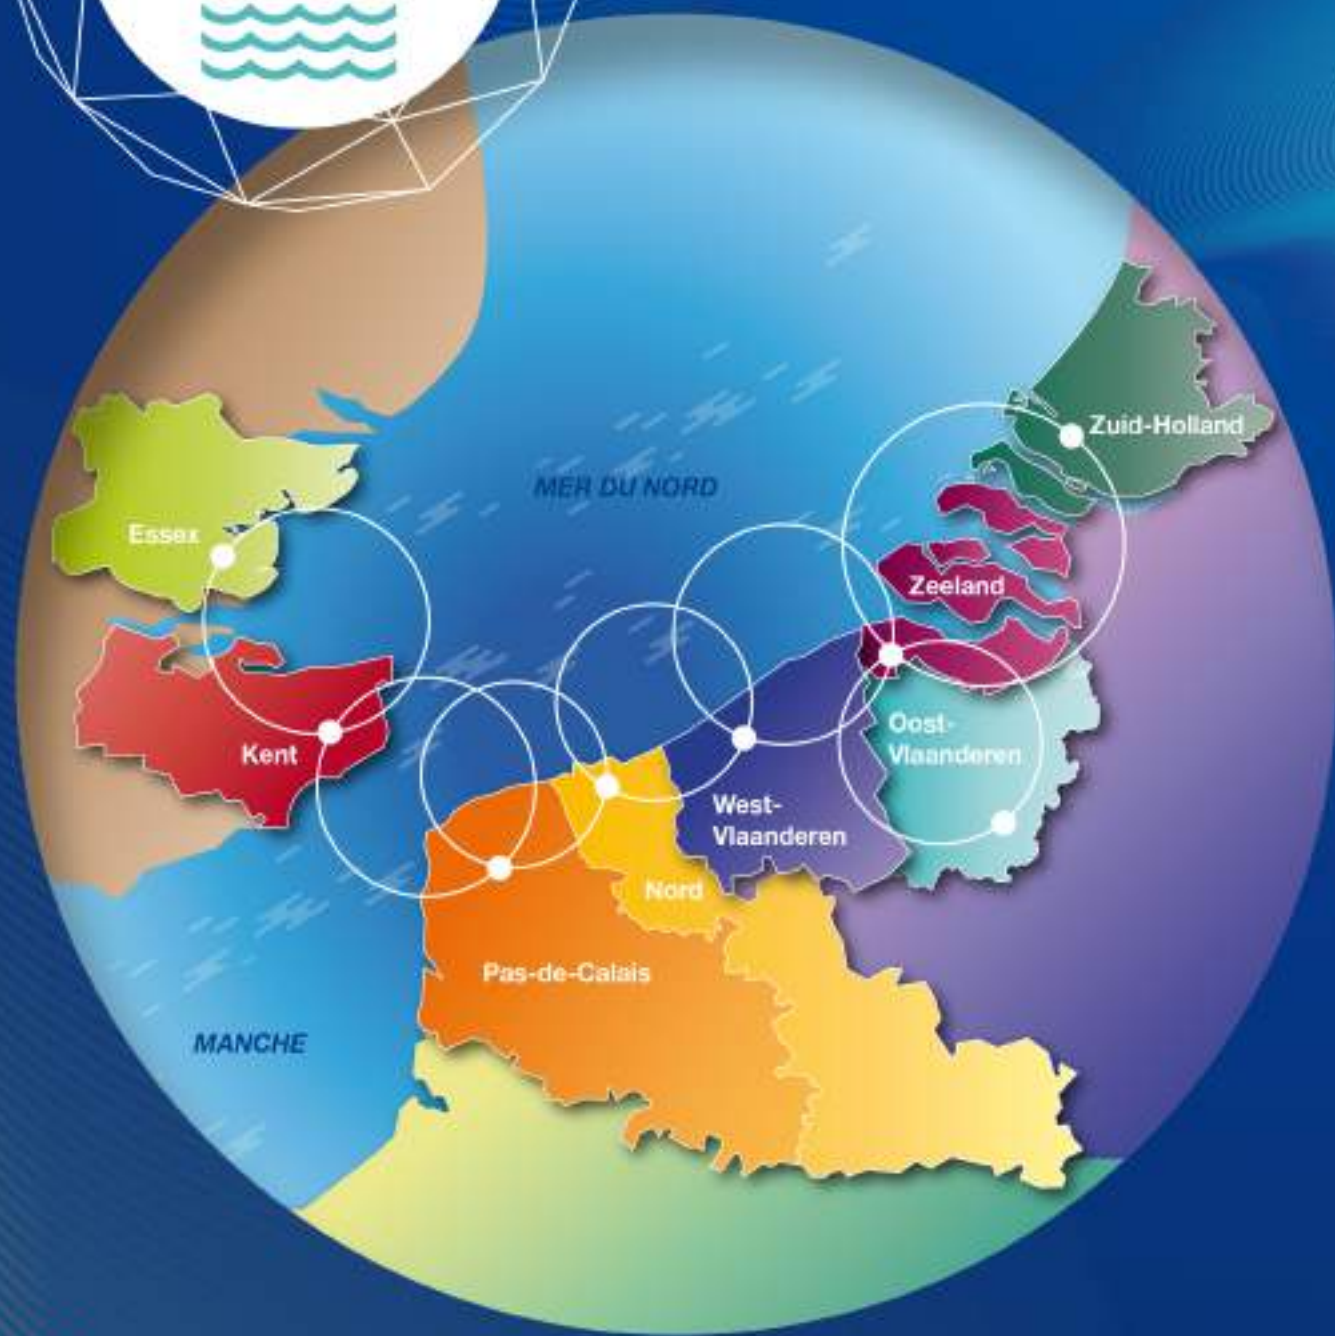 Zuid-Holland
MER DU NORD
Essex
Zeeland
Kent
Oost-
Vlaanderen
West-
Vlaanderen
Nord
Pas-de-Calais
MANCHE